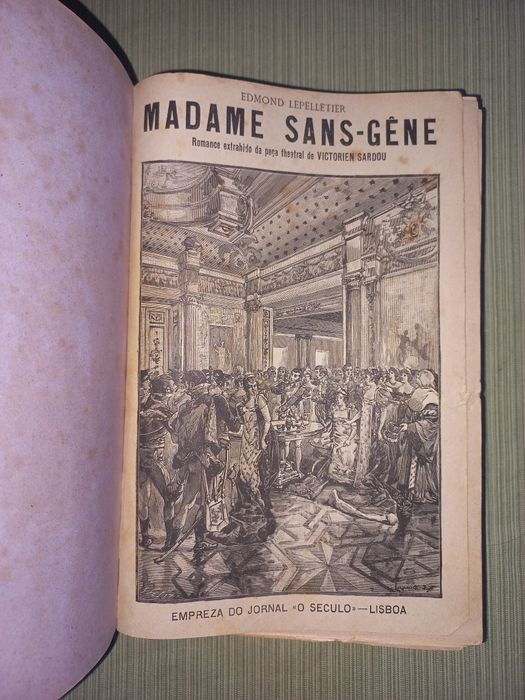 EDMOND LEPELLETIER
MADAME SANS-GÊNE
Romance extrahido da peça theatral de VICTORIEN SARDOU
EMPREZA DO JORNAL «O SECULO»—LISBOA